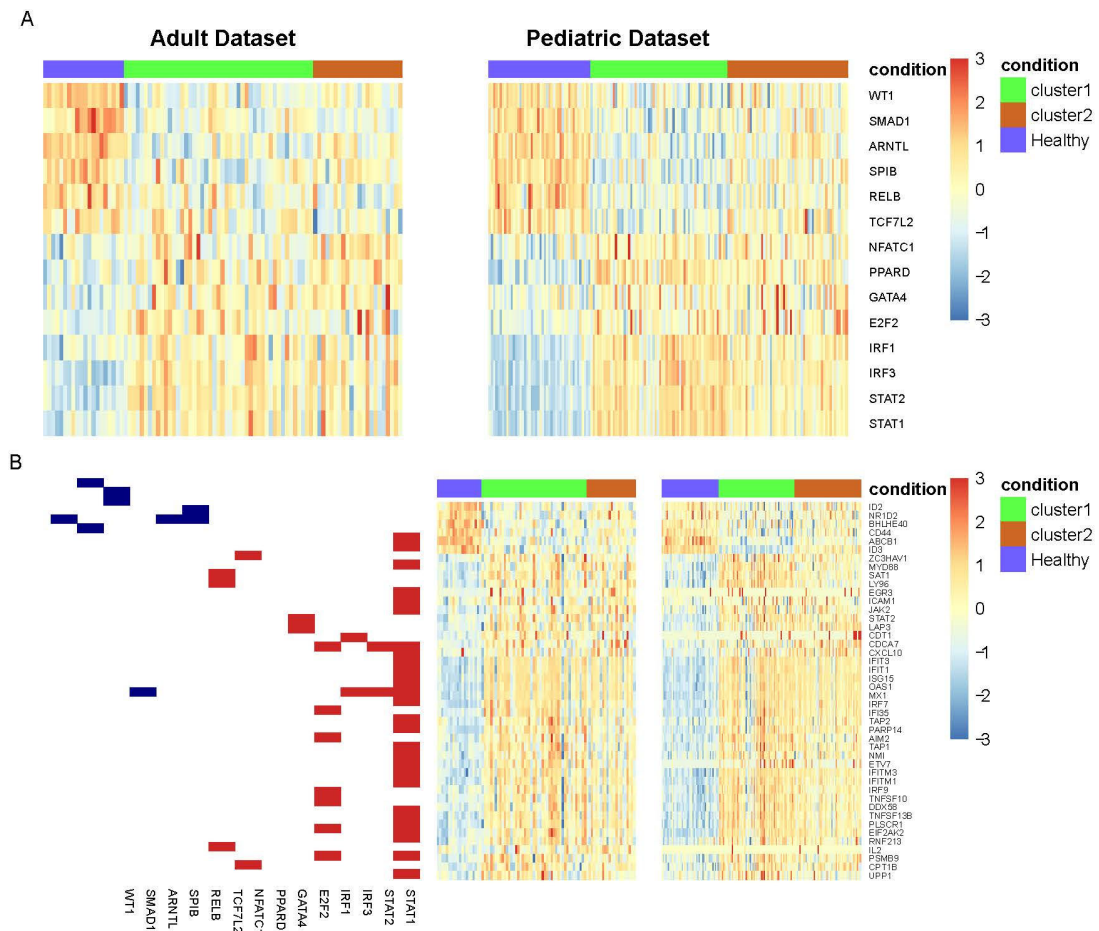 A
Adult Dataset
Pediatric Dataset
condition
WT1
SMAD1
ARNTL
SPIB
RELB
TCF7L2
NFATC1
PPARD
GATA4
E2F2
IRF1
IRF3
STAT2
STAT1
3
2
1
0
−1
−2
−3
condition
cluster1
cluster2
Healthy
B
condition
ID2
NR1D2
BHLHE40
CD44
ABCB1
ID3
ZC3HAV1
MYD88
SAT1
LY96
EGR3
ICAM1
JAK2
STAT2
LAP3
CDT1
CDCA7
CXCL10
IFIT3
IFIT1
ISG15
OAS1
MX1
IRF7
IFI35
TAP2
PARP14
AIM2
TAP1
NMI
ETV7
IFITM3
IFITM1
IRF9
TNFSF10
DDX58
TNFSF13B
PLSCR1
EIF2AK2
RNF213
IL2
PSMB9
CPT1B
UPP1
3
2
1
0
−1
−2
−3
condition
cluster1
cluster2
Healthy
WT1
SMAD1
ARNTL
SPIB
RELB
TCF7L2
NFATC1
PPARD
GATA4
E2F2
IRF1
IRF3
STAT2
STAT1